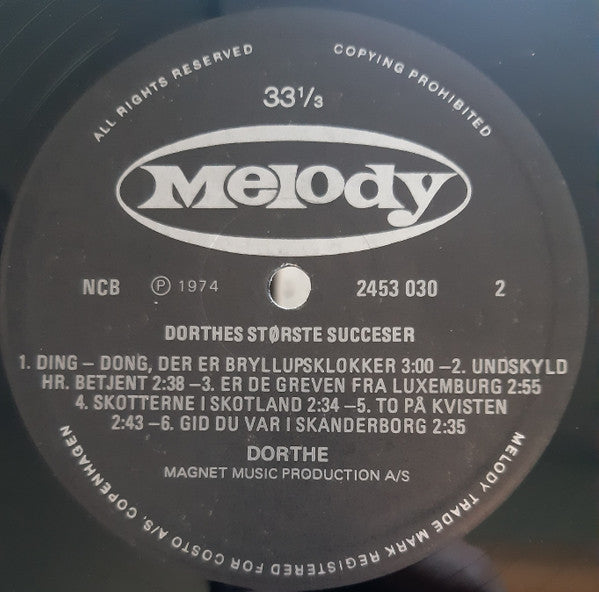 ALL RIGHTS RESERVED
COPYING PROHIBITED
33⅓
Melody
NCB Ⓟ 1974 2453 030 2
DORTHES STØRSTE SUCCESER
1. DING – DONG, DER ER BRYLLUPSKLOKKER 3:00 –2. UNDSKYLD
HR. BETJENT 2:38 –3. ER DE GREVEN FRA LUXEMBURG 2:55
4. SKOTTERNE I SKOTLAND 2:34 –5. TO PÅ KVISTEN
2:43 –6. GID DU VAR I SKANDERBORG 2:35
DORTHE
MAGNET MUSIC PRODUCTION A/S
MELODY TRADE MARK REGISTERED FOR COSTO A/S, COPENHAGEN